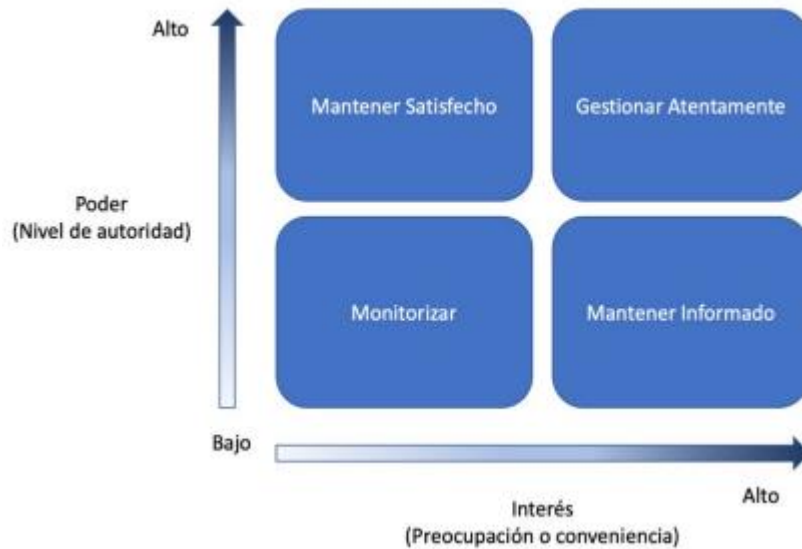 Alto
Mantener Satisfecho
Gestionar Atentamente
Poder
(Nivel de autoridad)
Monitorizar
Mantener Informado
Bajo
Alto
Interés
(Preocupación o conveniencia)